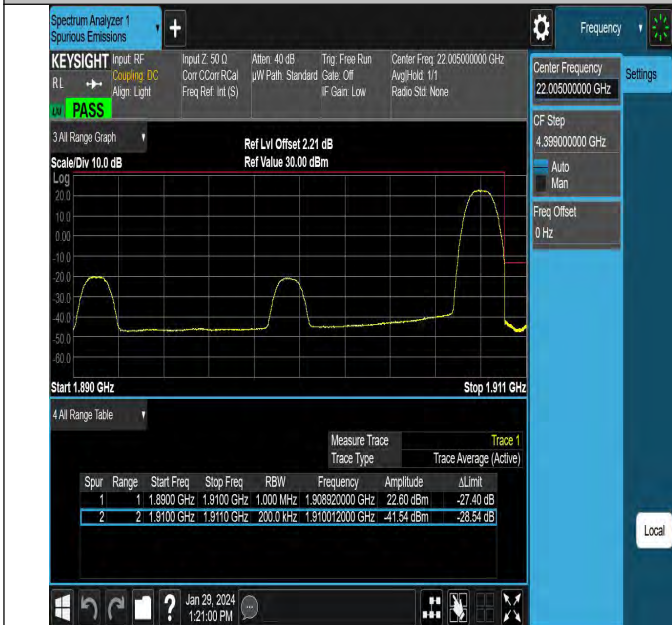 Spectrum Analyzer 1
Spurious Emissions
+
Frequency
KEYSIGHT
RL
LM PASS
Input: RF
Coupling: DC
Align: Light
Input Z: 50 Ω
Corr CCorr RCal
Freq Ref: Int (S)
Atten: 40 dB
µW Path: Standard
Trig: Free Run
Gate: Off
IF Gain: Low
Center Freq: 22.005000000 GHz
Avg|Hold: 1/1
Radio Std: None
Center Frequency
22.005000000 GHz
Settings
CF Step
4.399000000 GHz
Auto
Man
Freq Offset
0 Hz
3 All Range Graph
Scale/Div 10.0 dB
Ref Lvl Offset 2.21 dB
Ref Value 30.00 dBm
Log
20.0
10.0
0.00
-10.0
-20.0
-30.0
-40.0
-50.0
-60.0
Start 1.890 GHz
Stop 1.911 GHz
4 All Range Table
Measure Trace Trace 1
Trace Type Trace Average (Active)
Spur Range Start Freq Stop Freq RBW Frequency Amplitude ΔLimit
1 1 1.8900 GHz 1.9100 GHz 1.000 MHz 1.908920000 GHz 22.60 dBm -27.40 dB
2 2 1.9100 GHz 1.9110 GHz 200.0 kHz 1.910012000 GHz -41.54 dBm -28.54 dB
Local
?
Jan 29, 2024
1:21:00 PM